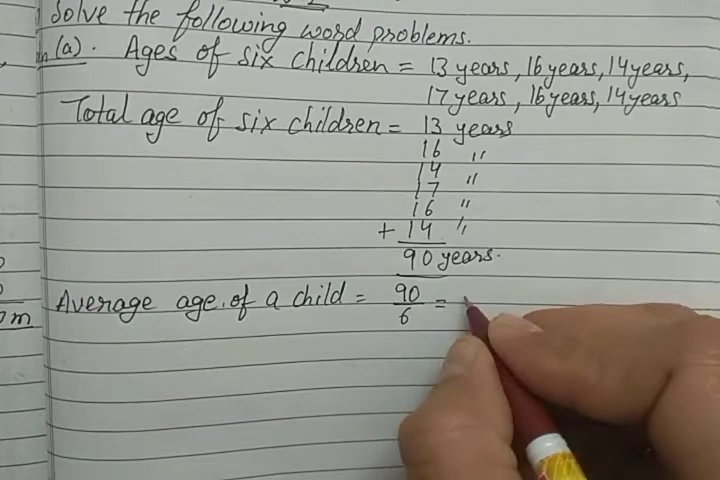 Solve the following word problems.
(a). Ages of six children = 13 years, 16 years, 14 years,
17 years, 16 years, 14 years
Total age of six children = 13 years
16 "
14
17 "
16 "
+ 14 "
90 years.
Average age of a child = 90/6 =
m